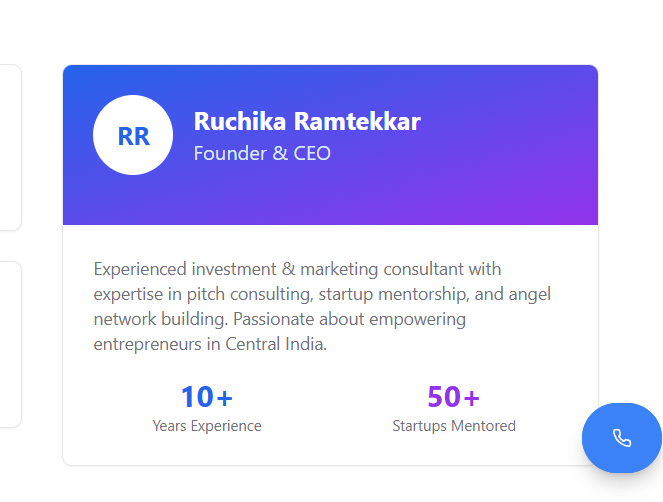 RR
Ruchika Ramtekkar
Founder & CEO
Experienced investment & marketing consultant with
expertise in pitch consulting, startup mentorship, and angel
network building. Passionate about empowering
entrepreneurs in Central India.
10+
Years Experience
50+
Startups Mentored